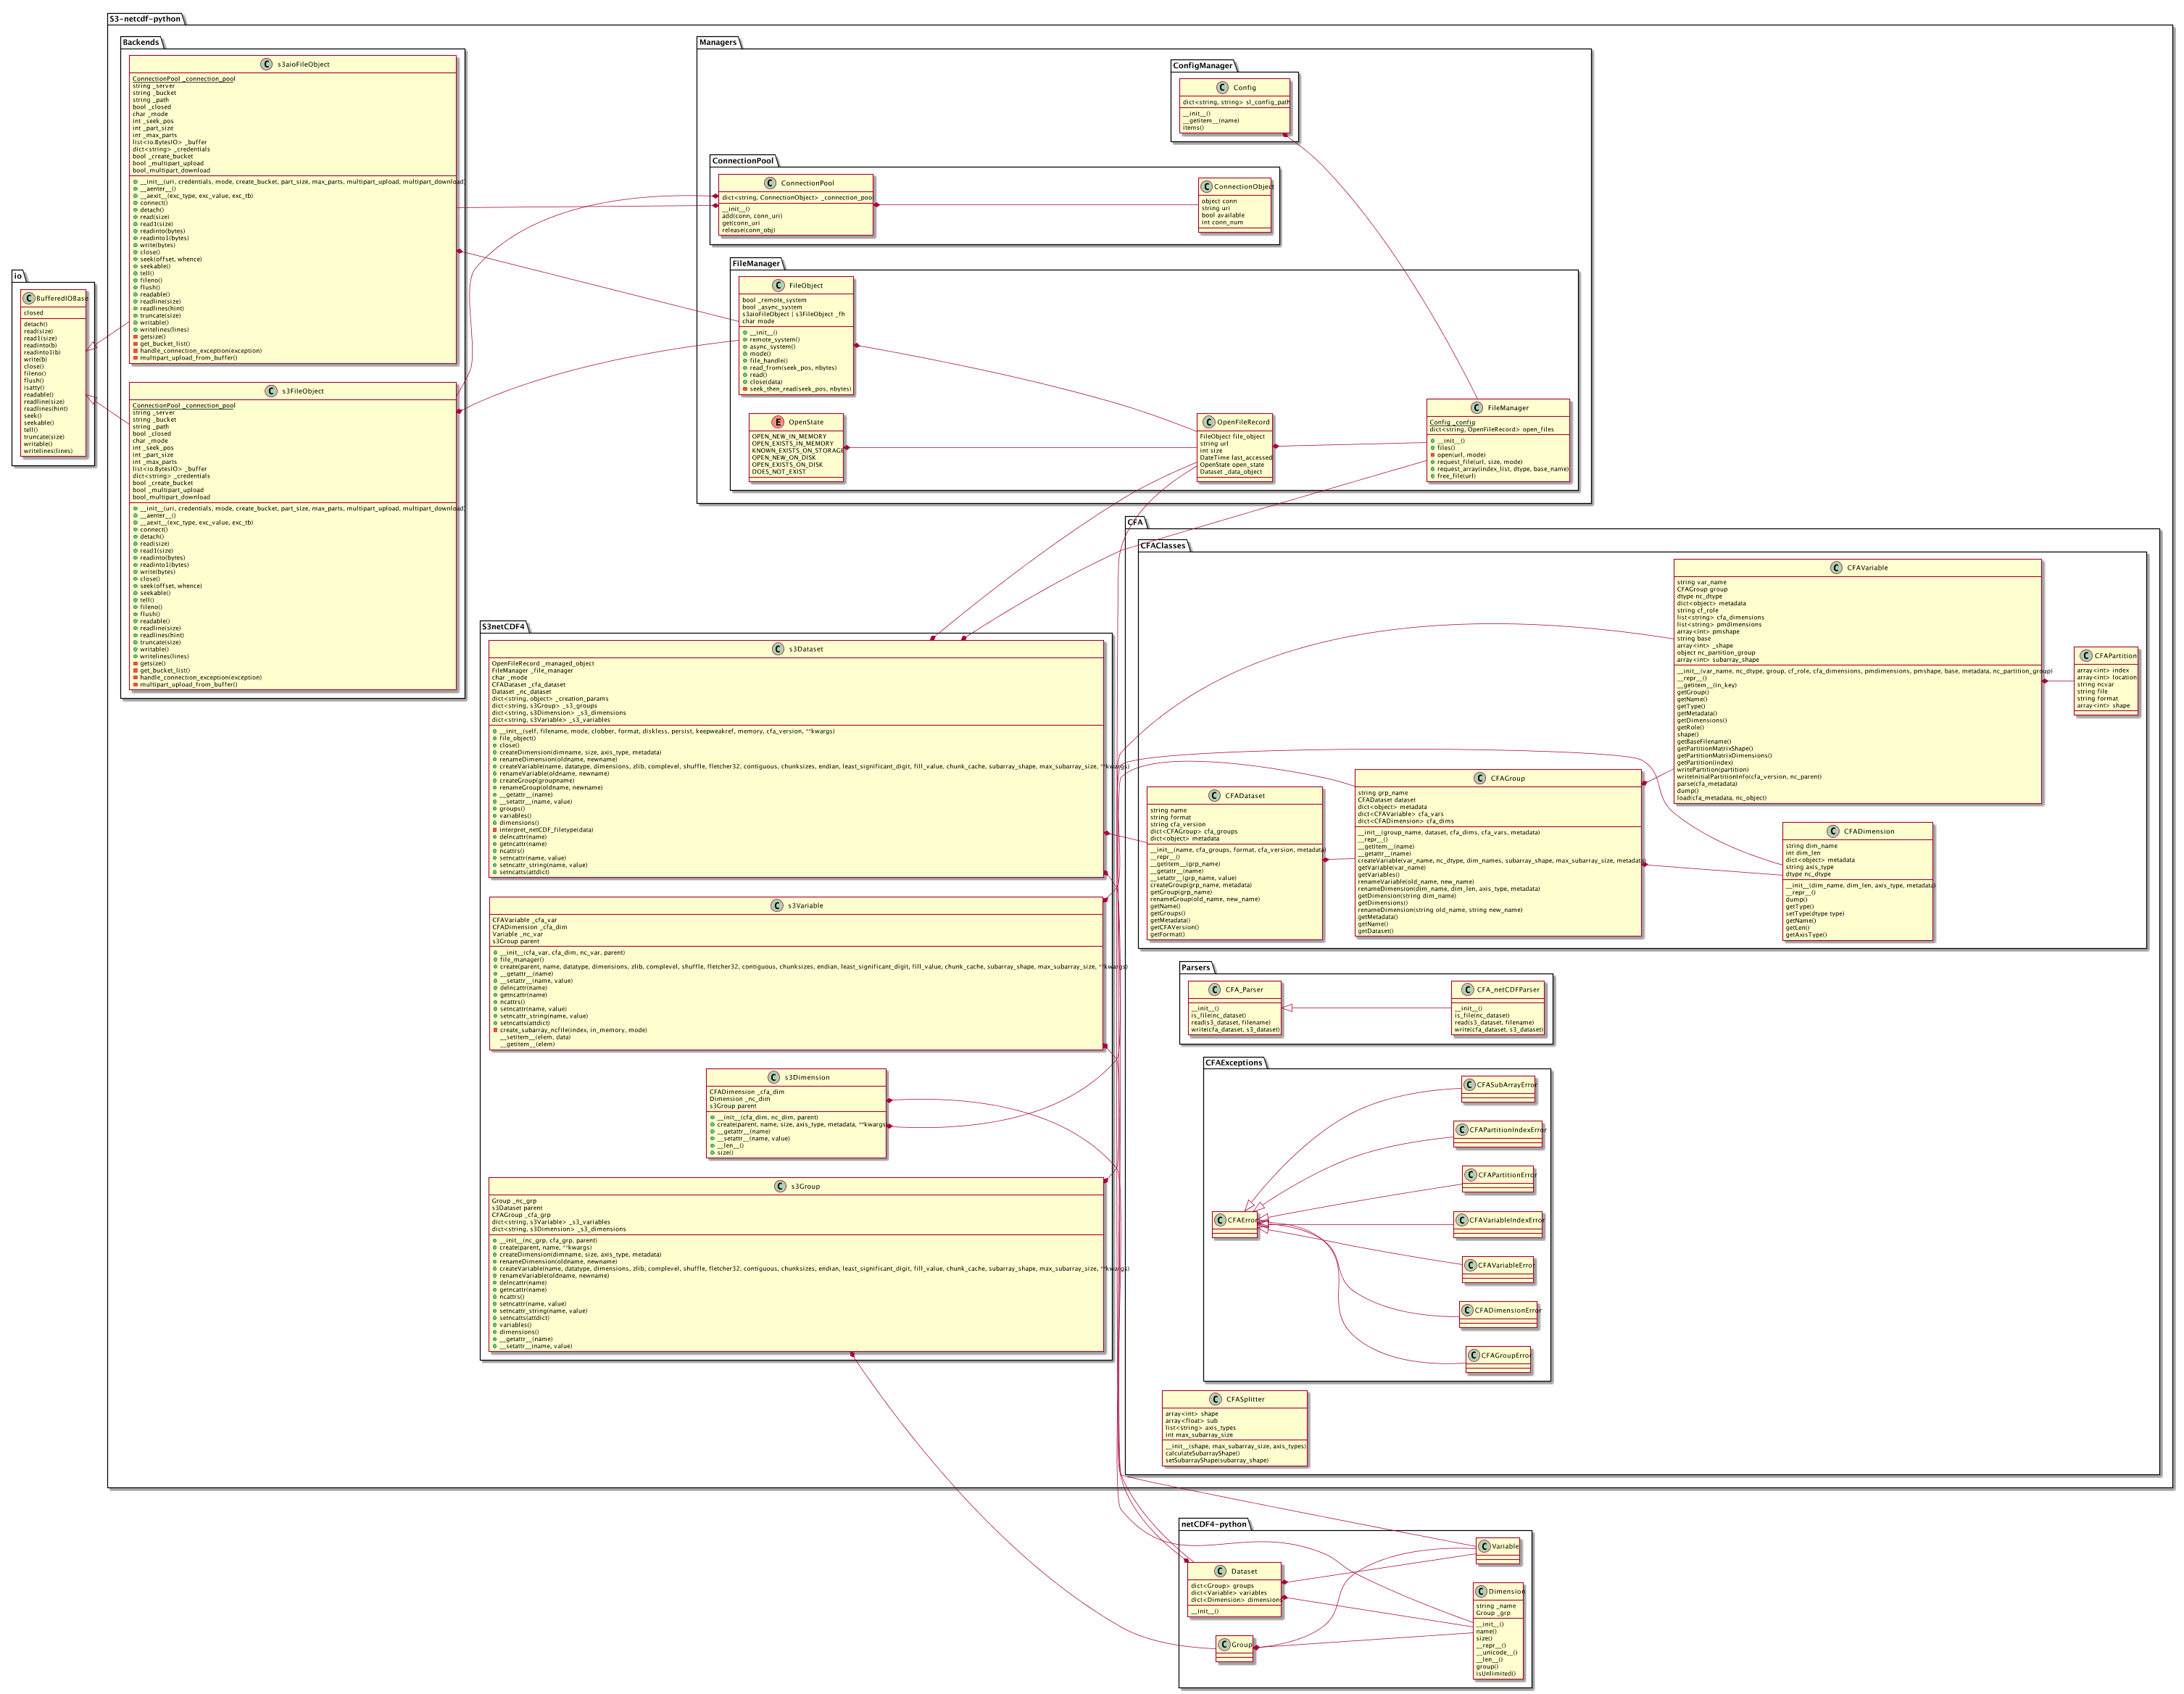 S3-netcdf-python
Backends
s3aioFileObject
ConnectionPool _connection_pool
string _server
string _bucket
string _path
bool _closed
char _mode
int _seek_pos
int _part_size
int _max_parts
list<io.BytesIO> _buffer
dict<string> _credentials
bool _create_bucket
bool _multipart_upload
bool_multipart_download
__init__(uri, credentials, mode, create_bucket, part_size, max_parts, multipart_upload, multipart_download)
__aenter__()
__aexit__(exc_type, exc_value, exc_tb)
connect()
detach()
read(size)
read1(size)
readinto(bytes)
readinto1(bytes)
write(bytes)
close()
seek(offset, whence)
seekable()
tell()
fileno()
flush()
readable()
readline(size)
readlines(hint)
truncate(size)
writable()
writelines(lines)
getsize()
get_bucket_list()
handle_connection_exception(exception)
multipart_upload_from_buffer()
s3FileObject
ConnectionPool _connection_pool
string _server
string _bucket
string _path
bool _closed
char _mode
int _seek_pos
int _part_size
int _max_parts
list<io.BytesIO> _buffer
dict<string> _credentials
bool _create_bucket
bool _multipart_upload
bool_multipart_download
__init__(uri, credentials, mode, create_bucket, part_size, max_parts, multipart_upload, multipart_download)
__aenter__()
__aexit__(exc_type, exc_value, exc_tb)
connect()
detach()
read(size)
read1(size)
readinto(bytes)
readinto1(bytes)
write(bytes)
close()
seek(offset, whence)
seekable()
tell()
fileno()
flush()
readable()
readline(size)
readlines(hint)
truncate(size)
writable()
writelines(lines)
getsize()
get_bucket_list()
handle_connection_exception(exception)
multipart_upload_from_buffer()
io
BufferedIOBase
closed
detach()
read(size)
read1(size)
readinto(b)
readinto1(b)
write(b)
close()
fileno()
flush()
isatty()
readable()
readline(size)
readlines(hint)
seek()
seekable()
tell()
truncate(size)
writable()
writelines(lines)
Managers
ConfigManager
Config
dict<string, string> sl_config_path
__init__()
__getitem__(name)
items()
ConnectionPool
ConnectionPool
dict<string, ConnectionObject> _connection_pool
__init__()
add(conn, conn_uri)
get(conn_uri
release(conn_obj)
ConnectionObject
object conn
string uri
bool available
int conn_num
FileManager
FileObject
bool _remote_system
bool _async_system
s3aioFileObject | s3FileObject _fh
char mode
__init__()
remote_system()
async_system()
mode()
file_handle()
read_from(seek_pos, nbytes)
read()
close(data)
seek_then_read(seek_pos, nbytes)
OpenState
OPEN_NEW_IN_MEMORY
OPEN_EXISTS_IN_MEMORY
KNOWN_EXISTS_ON_STORAGE
OPEN_NEW_ON_DISK
OPEN_EXISTS_ON_DISK
DOES_NOT_EXIST
OpenFileRecord
FileObject file_object
string url
int size
DateTime last_accessed
OpenState open_state
Dataset _data_object
FileManager
Config _config
dict<string, OpenFileRecord> open_files
__init__()
files()
open(url, mode)
request_file(url, size, mode)
request_array(index_list, dtype, base_name)
free_file(url)
S3netCDF4
s3Dataset
OpenFileRecord _managed_object
FileManager _file_manager
char _mode
CFADataset _cfa_dataset
Dataset _nc_dataset
dict<string, object> _creation_params
dict<string, s3Group> _s3_groups
dict<string, s3Dimension> _s3_dimensions
dict<string, s3Variable> _s3_variables
__init__(self, filename, mode, clobber, format, diskless, persist, keepweakref, memory, cfa_version, **kwargs)
file_object()
close()
createDimension(dimname, size, axis_type, metadata)
renameDimension(oldname, newname)
createVariable(name, datatype, dimensions, zlib, complevel, shuffle, fletcher32, contiguous, chunksizes, endian, least_significant_digit, fill_value, chunk_cache, subarray_shape, max_subarray_size, **kwargs)
renameVariable(oldname, newname)
createGroup(groupname)
renameGroup(oldname, newname)
__getattr__(name)
__setattr__(name, value)
groups()
variables()
dimensions()
interpret_netCDF_filetype(data)
delncattr(name)
getncattr(name)
ncattrs()
setncattr(name, value)
setncattr_string(name, value)
setncatts(attdict)
s3Variable
CFAVariable _cfa_var
CFADimension _cfa_dim
Variable _nc_var
s3Group parent
__init__(cfa_var, cfa_dim, nc_var, parent)
file_manager()
create(parent, name, datatype, dimensions, zlib, complevel, shuffle, fletcher32, contiguous, chunksizes, endian, least_significant_digit, fill_value, chunk_cache, subarray_shape, max_subarray_size, **kwargs)
__getattr__(name)
__setattr__(name, value)
delncattr(name)
getncattr(name)
ncattrs()
setncattr(name, value)
setncattr_string(name, value)
setncatts(attdict)
create_subarray_ncfile(index, in_memory, mode)
__setitem__(elem, data)
__getitem__(elem)
s3Dimension
CFADimension _cfa_dim
Dimension _nc_dim
s3Group parent
__init__(cfa_dim, nc_dim, parent)
create(parent, name, size, axis_type, metadata, **kwargs)
__getattr__(name)
__setattr__(name, value)
__len__()
size()
s3Group
Group _nc_grp
s3Dataset parent
CFAGroup _cfa_grp
dict<string, s3Variable> _s3_variables
dict<string, s3Dimension> _s3_dimensions
__init__(nc_grp, cfa_grp, parent)
create(parent, name, **kwargs)
createDimension(dimname, size, axis_type, metadata)
renameDimension(oldname, newname)
createVariable(name, datatype, dimensions, zlib, complevel, shuffle, fletcher32, contiguous, chunksizes, endian, least_significant_digit, fill_value, chunk_cache, subarray_shape, max_subarray_size, **kwargs)
renameVariable(oldname, newname)
delncattr(name)
getncattr(name)
ncattrs()
setncattr(name, value)
setncattr_string(name, value)
setncatts(attdict)
variables()
dimensions()
__getattr__(name)
__setattr__(name, value)
CFA
CFAClasses
CFADataset
string name
string format
string cfa_version
dict<CFAGroup> cfa_groups
dict<object> metadata
__init__(name, cfa_groups, format, cfa_version, metadata)
__repr__()
__getitem__(grp_name)
__getattr__(name)
__setattr__(grp_name, value)
createGroup(grp_name, metadata)
getGroup(grp_name)
renameGroup(old_name, new_name)
getName()
getGroups()
getMetadata()
getCFAVersion()
getFormat()
CFAGroup
string grp_name
CFADataset dataset
dict<object> metadata
dict<CFAVariable> cfa_vars
dict<CFADimension> cfa_dims
__init__(group_name, dataset, cfa_dims, cfa_vars, metadata)
__repr__()
__getitem__(name)
__getattr__(name)
createVariable(var_name, nc_dtype, dim_names, subarray_shape, max_subarray_size, metadata)
getVariable(var_name)
getVariables()
renameVariable(old_name, new_name)
renameDimension(dim_name, dim_len, axis_type, metadata)
getDimension(string dim_name)
getDimensions()
renameDimension(string old_name, string new_name)
getMetadata()
getName()
getDataset()
CFAVariable
string var_name
CFAGroup group
dtype nc_dtype
dict<object> metadata
string cf_role
list<string> cfa_dimensions
list<string> pmdimensions
array<int> pmshape
string base
array<int> _shape
object nc_partition_group
array<int> subarray_shape
__init__(var_name, nc_dtype, group, cf_role, cfa_dimensions, pmdimensions, pmshape, base, metadata, nc_partition_group)
__repr__()
__getitem__(in_key)
getGroup()
getName()
getType()
getMetadata()
getDimensions()
getRole()
shape()
getBaseFilename()
getPartitionMatrixShape()
getPartitionMatrixDimensions()
getPartition(index)
writePartition(partition)
writeInitialPartitionInfo(cfa_version, nc_parent)
parse(cfa_metadata)
dump()
load(cfa_metadata, nc_object)
CFAPartition
array<int> index
array<int> location
string ncvar
string file
string format
array<int> shape
CFADimension
string dim_name
int dim_len
dict<object> metadata
string axis_type
dtype nc_dtype
__init__(dim_name, dim_len, axis_type, metadata)
__repr__()
dump()
getType()
setType(dtype type)
getName()
getLen()
getAxisType()
Parsers
CFA_Parser
__init__()
is_file(nc_dataset)
read(s3_dataset, filename)
write(cfa_dataset, s3_dataset)
CFA_netCDFParser
__init__()
is_file(nc_dataset)
read(s3_dataset, filename)
write(cfa_dataset, s3_dataset)
CFAExceptions
CFAError
CFASubArrayError
CFAPartitionIndexError
CFAPartitionError
CFAVariableIndexError
CFAVariableError
CFADimensionError
CFAGroupError
CFASplitter
array<int> shape
array<float> sub
list<string> axis_types
int max_subarray_size
__init__(shape, max_subarray_size, axis_types)
calculateSubarrayShape()
setSubarrayShape(subarray_shape)
netCDF4-python
Dataset
dict<Group> groups
dict<Variable> variables
dict<Dimension> dimensions
__init__()
Group
Variable
Dimension
string _name
Group _grp
__init__()
name()
size()
__repr__()
__unicode__()
__len__()
group()
isUnlimited()